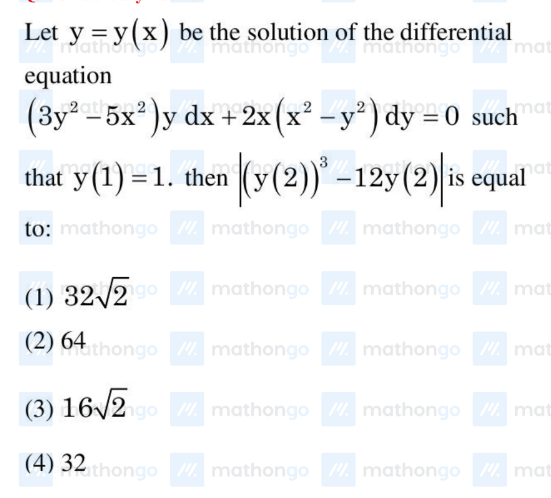 Let y = y(x) be the solution of the differential
equation
(3y² – 5x²)y dx + 2x(x² – y²)dy = 0 such
that y(1) = 1. then |(y(2))³ – 12y(2)| is equal
to:
(1) 32√2
(2) 64
(3) 16√2
(4) 32
mathongo